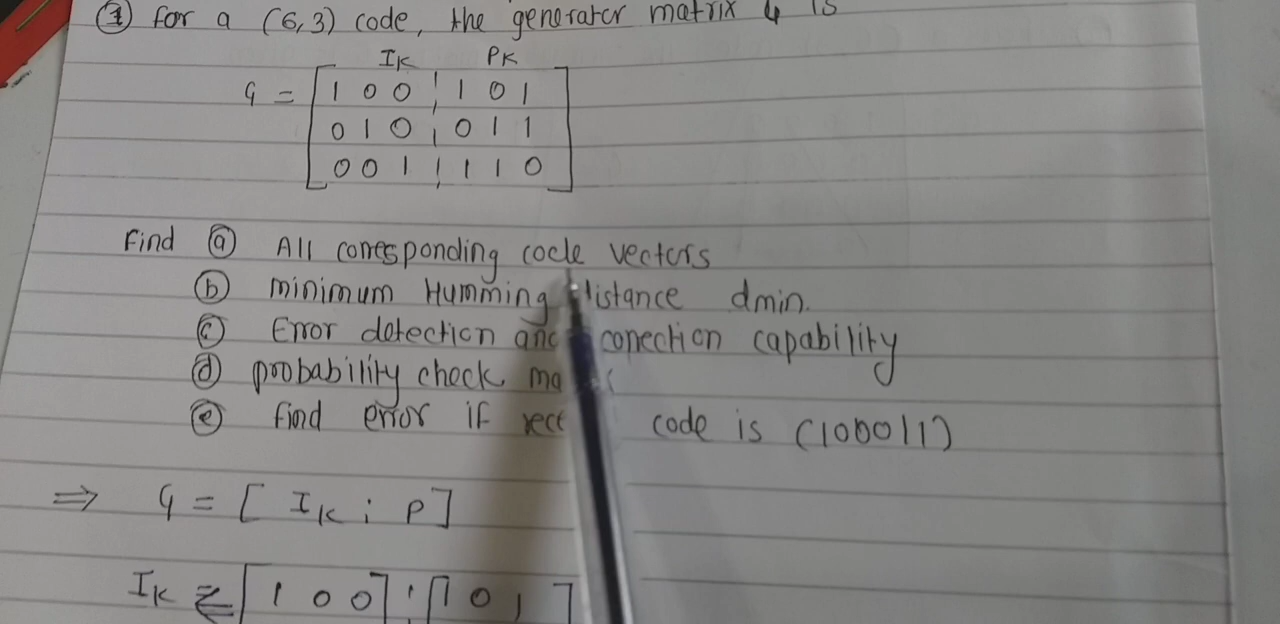 ③ for a (6,3) code, the generator matrix G is
IK PK
G = [1 0 0 ¦ 1 0 1
0 1 0 ¦ 0 1 1
0 0 1 ¦ 1 1 0]
Find ⓐ All corresponding code vectors
ⓑ minimum Humming distance dmin.
ⓒ Error detection and correction capability
ⓓ probability check
ⓔ find error if code is (100011)
⇒ G = [ IK ; P]
IK = [1 0 0] ; [1 0 1]